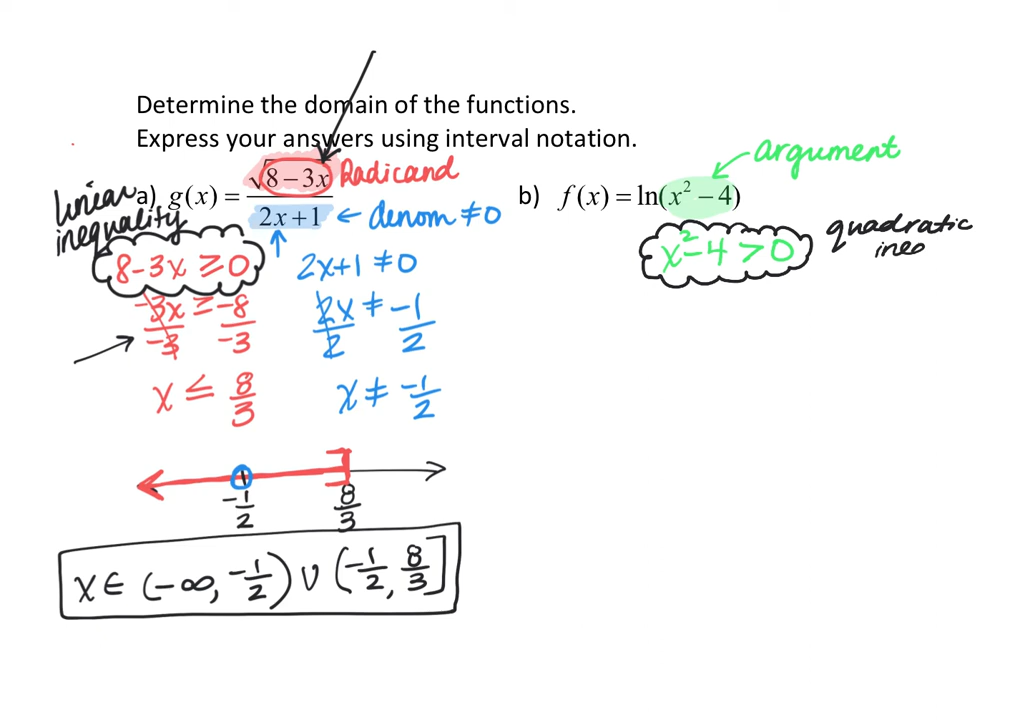 Determine the domain of the functions.
Express your answers using interval notation.
linear
inequality
a) g(x) = √(8 − 3x) / (2x + 1)
Radicand
← denom ≠ 0
8 - 3x ≥ 0
-3x ≥ -8
-3 -3
x ≤ 8/3
2x + 1 ≠ 0
2x ≠ -1
2 2
x ≠ -1/2
-1/2 8/3
x ∈ (-∞, -1/2) ∪ (-1/2, 8/3]
b) f(x) = ln(x² − 4)
argument
x² - 4 > 0
quadratic
ineq